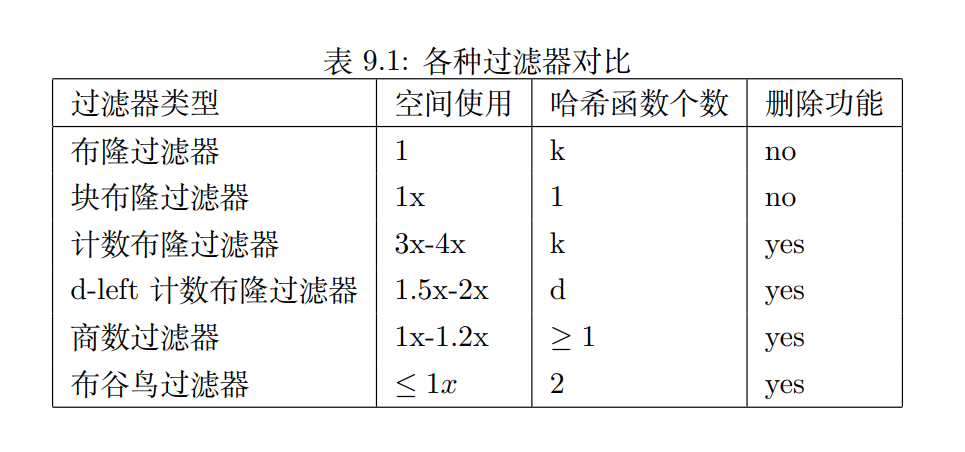 表 9.1: 各种过滤器对比
过滤器类型 空间使用 哈希函数个数 删除功能
布隆过滤器 1 k no
块布隆过滤器 1x 1 no
计数布隆过滤器 3x-4x k yes
d-left 计数布隆过滤器 1.5x-2x d yes
商数过滤器 1x-1.2x ≥ 1 yes
布谷鸟过滤器 ≤ 1x 2 yes